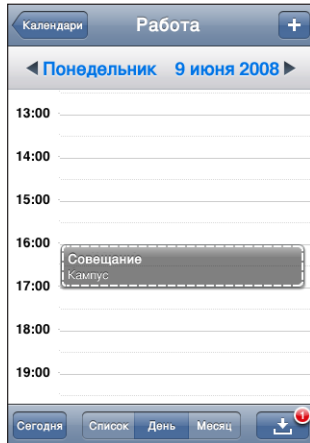 Календари Работа +
Понедельник 9 июня 2008
13:00
14:00
15:00
16:00
Совещание
Кампус
17:00
18:00
19:00
Сегодня Список День Месяц 1